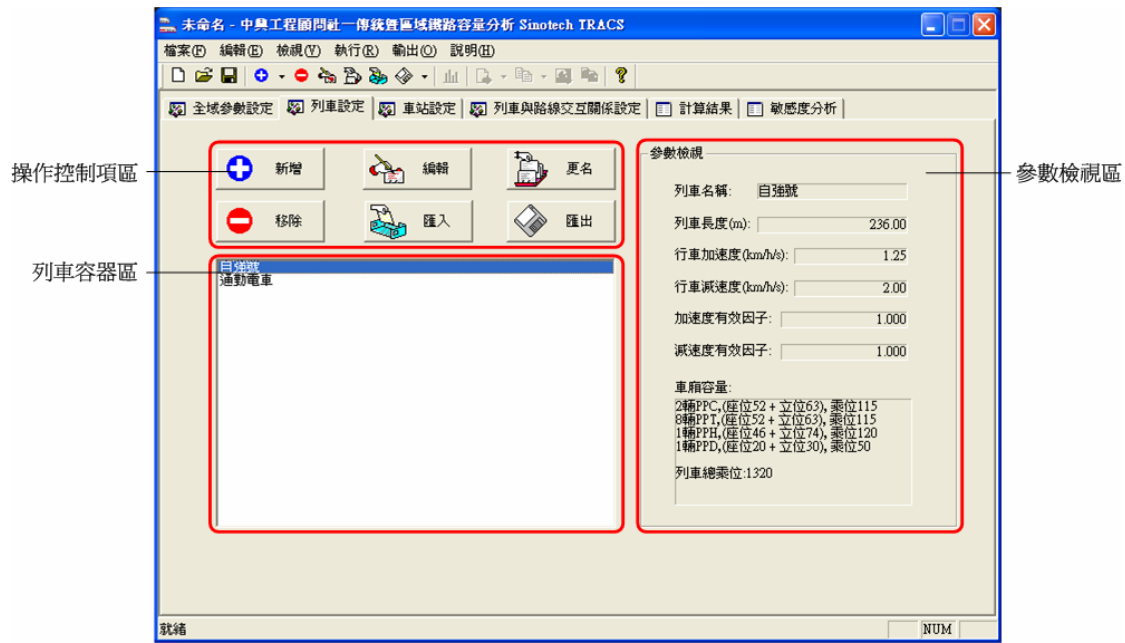 未命名 - 中興工程顧問社─傳統暨區域鐵路容量分析 Sinotech TRACS
檔案(F) 編輯(E) 檢視(V) 執行(R) 輸出(O) 說明(H)
全域參數設定 列車設定 車站設定 列車與路線交互關係設定 計算結果 敏感度分析
操作控制項區
新增 編輯 更名
移除 匯入 匯出
列車容器區
自強號
通動電車
參數檢視
參數檢視區
列車名稱: 自強號
列車長度(m): 236.00
行車加速度(km/h/s): 1.25
行車減速度(km/h/s): 2.00
加速度有效因子: 1.000
減速度有效因子: 1.000
車廂容量:
2輛PPC,(座位52 + 立位63), 乘位115
8輛PPT,(座位52 + 立位63), 乘位115
1輛PPH,(座位46 + 立位74), 乘位120
1輛PPD,(座位20 + 立位30), 乘位50
列車總乘位:1320
就緒 NUM